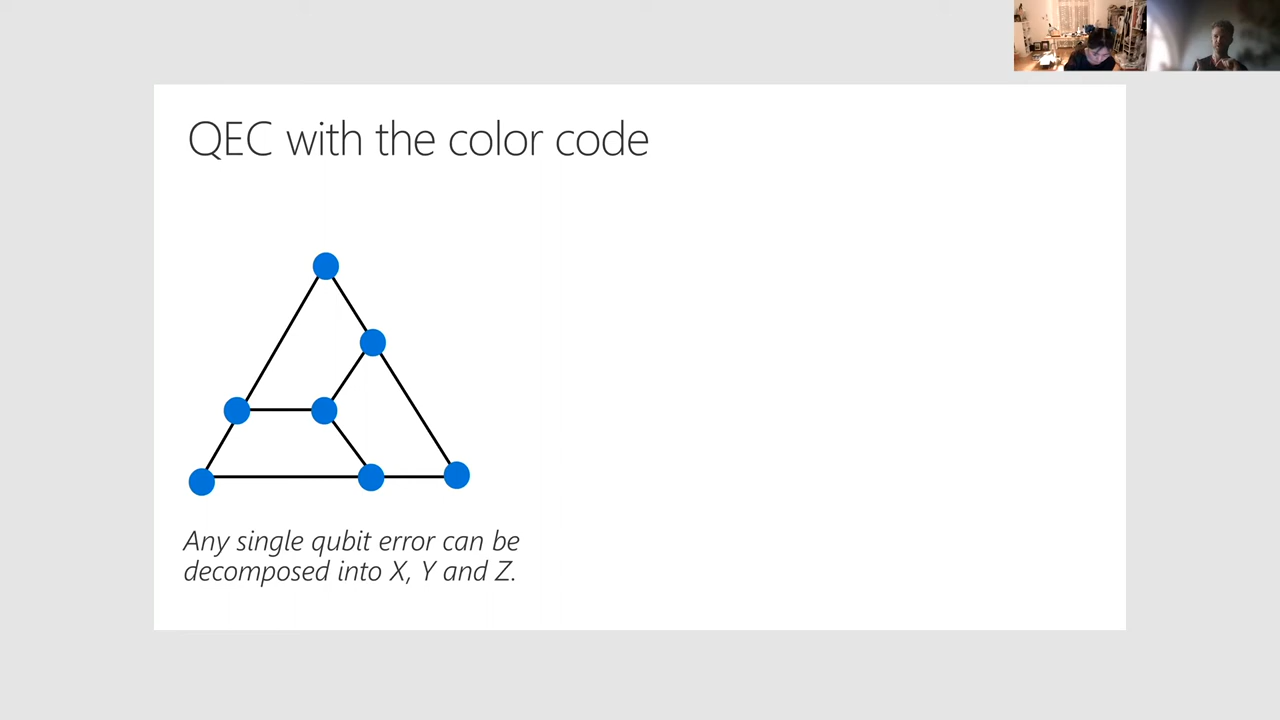 QEC with the color code
Any single qubit error can be
decomposed into X, Y and Z.